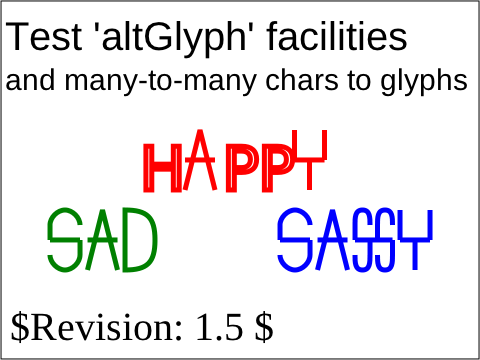 Test 'altGlyph' facilities
and many-to-many chars to glyphs
HAPPY
SAD SASSY
$Revision: 1.5 $